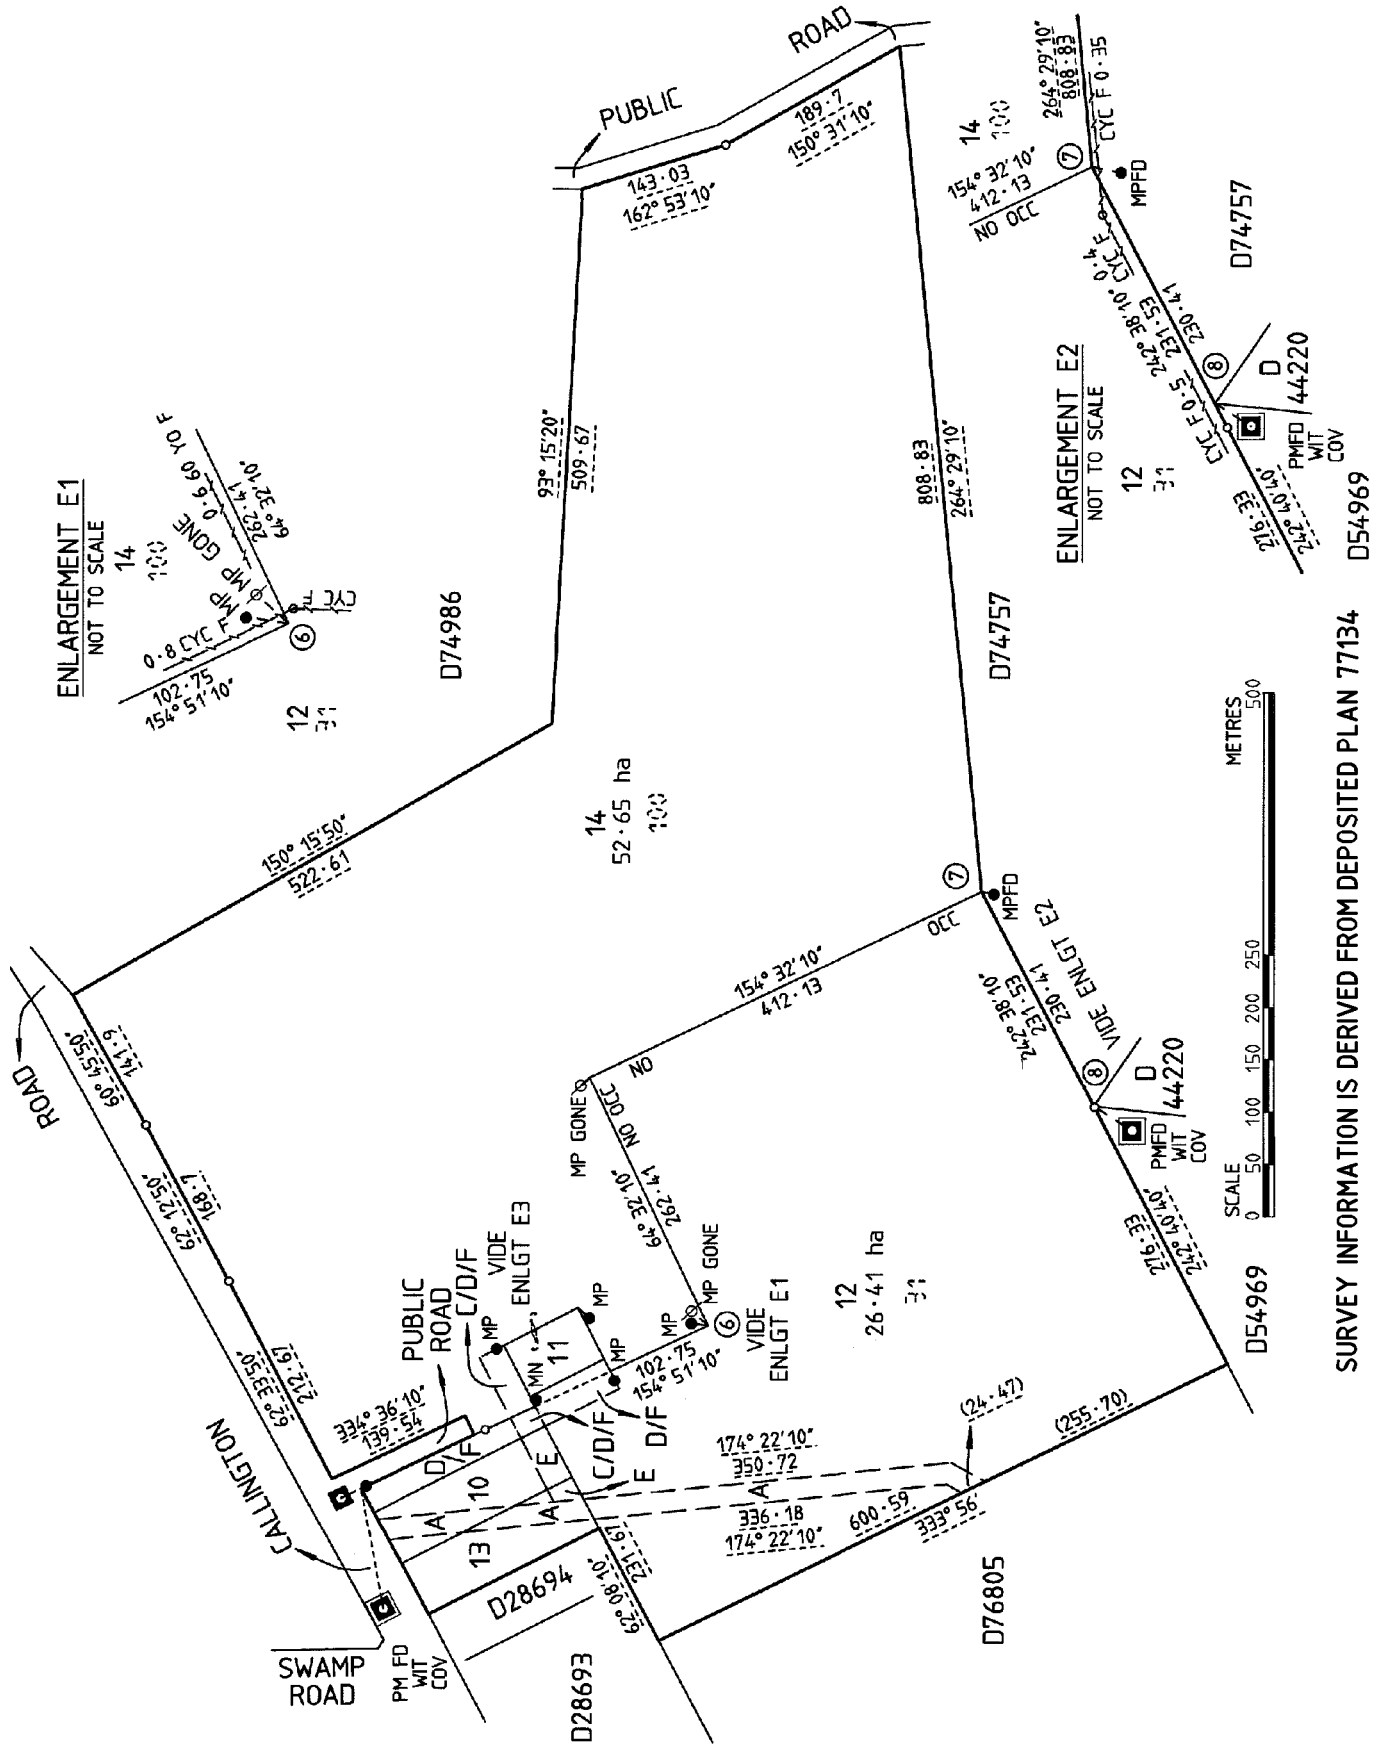 ENLARGEMENT E1
NOT TO SCALE
14
100
0·8 CYC F
MP
MP GONE
0·6 60 YO F
262·41
64° 32'10"
CYC F
6
102·75
154° 51'10"
12
31
ROAD
PUBLIC
143·03
162° 53'10"
189·7
150° 31'10"
93° 15'20"
509·67
D74986
150° 15'50"
522·61
14
52·65 ha
100
808·83
264° 29'10"
D74757
ROAD
60° 45'50"
141·9
62° 12'50"
168·7
62° 33'50"
212·67
CALLINGTON
334° 36'10"
139·54
PUBLIC
ROAD
C/D/F
VIDE
ENLGT E3
MP
MN
11
MP
MP
MP
MP GONE
6
VIDE
ENLGT E1
102·75
154° 51'10"
MP GONE
NO OCC
64° 32'10"
262·41
NO
OCC
154° 32'10"
412·13
7
MPFD
VIDE ENLGT E2
242° 38'10"
231·53
230·41
8
D
44220
PMFD
WIT
COV
276·33
242° 40'40"
D54969
12
26·41 ha
31
D/F
10
13
A
A
A
E
C/D/F
E
D/F
174° 22'10"
350·72
336·18
174° 22'10"
600·59
333° 56'
(24·47)
(255·70)
D28694
62° 08'10"
231·67
D28693
D76805
SWAMP
ROAD
PM FD
WIT
COV
ENLARGEMENT E2
NOT TO SCALE
14
100
154° 32'10"
412·13
NO OCC
7
264° 29'10"
808·83
CYC F 0·35
MPFD
CYC F 0·5
242° 38'10"
0·4 CYC F
231·53
230·41
8
D
44220
PMFD
WIT
COV
12
31
276·33
242° 40'40"
D54969
D74757
SCALE
METRES
0 50 100 150 200 250 500
SURVEY INFORMATION IS DERIVED FROM DEPOSITED PLAN 77134